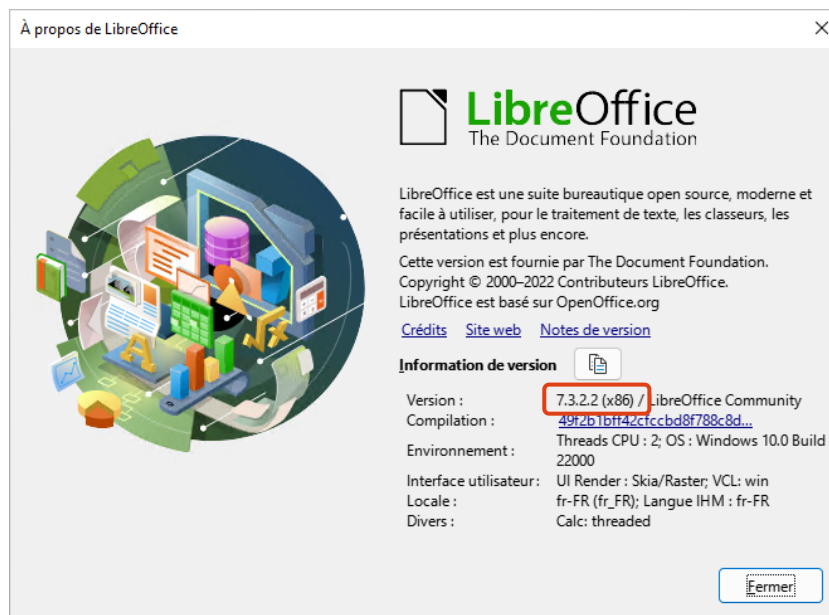 À propos de LibreOffice
LibreOffice
The Document Foundation
LibreOffice est une suite bureautique open source, moderne et
facile à utiliser, pour le traitement de texte, les classeurs, les
présentations et plus encore.
Cette version est fournie par The Document Foundation.
Copyright © 2000–2022 Contributeurs LibreOffice.
LibreOffice est basé sur OpenOffice.org
Crédits Site web Notes de version
Information de version
Version : 7.3.2.2 (x86) / LibreOffice Community
Compilation : 49f2b1bff42cfccbd8f788c8d...
Environnement : Threads CPU : 2; OS : Windows 10.0 Build
22000
Interface utilisateur : UI Render : Skia/Raster; VCL: win
Locale : fr-FR (fr_FR); Langue IHM : fr-FR
Divers : Calc: threaded
Fermer